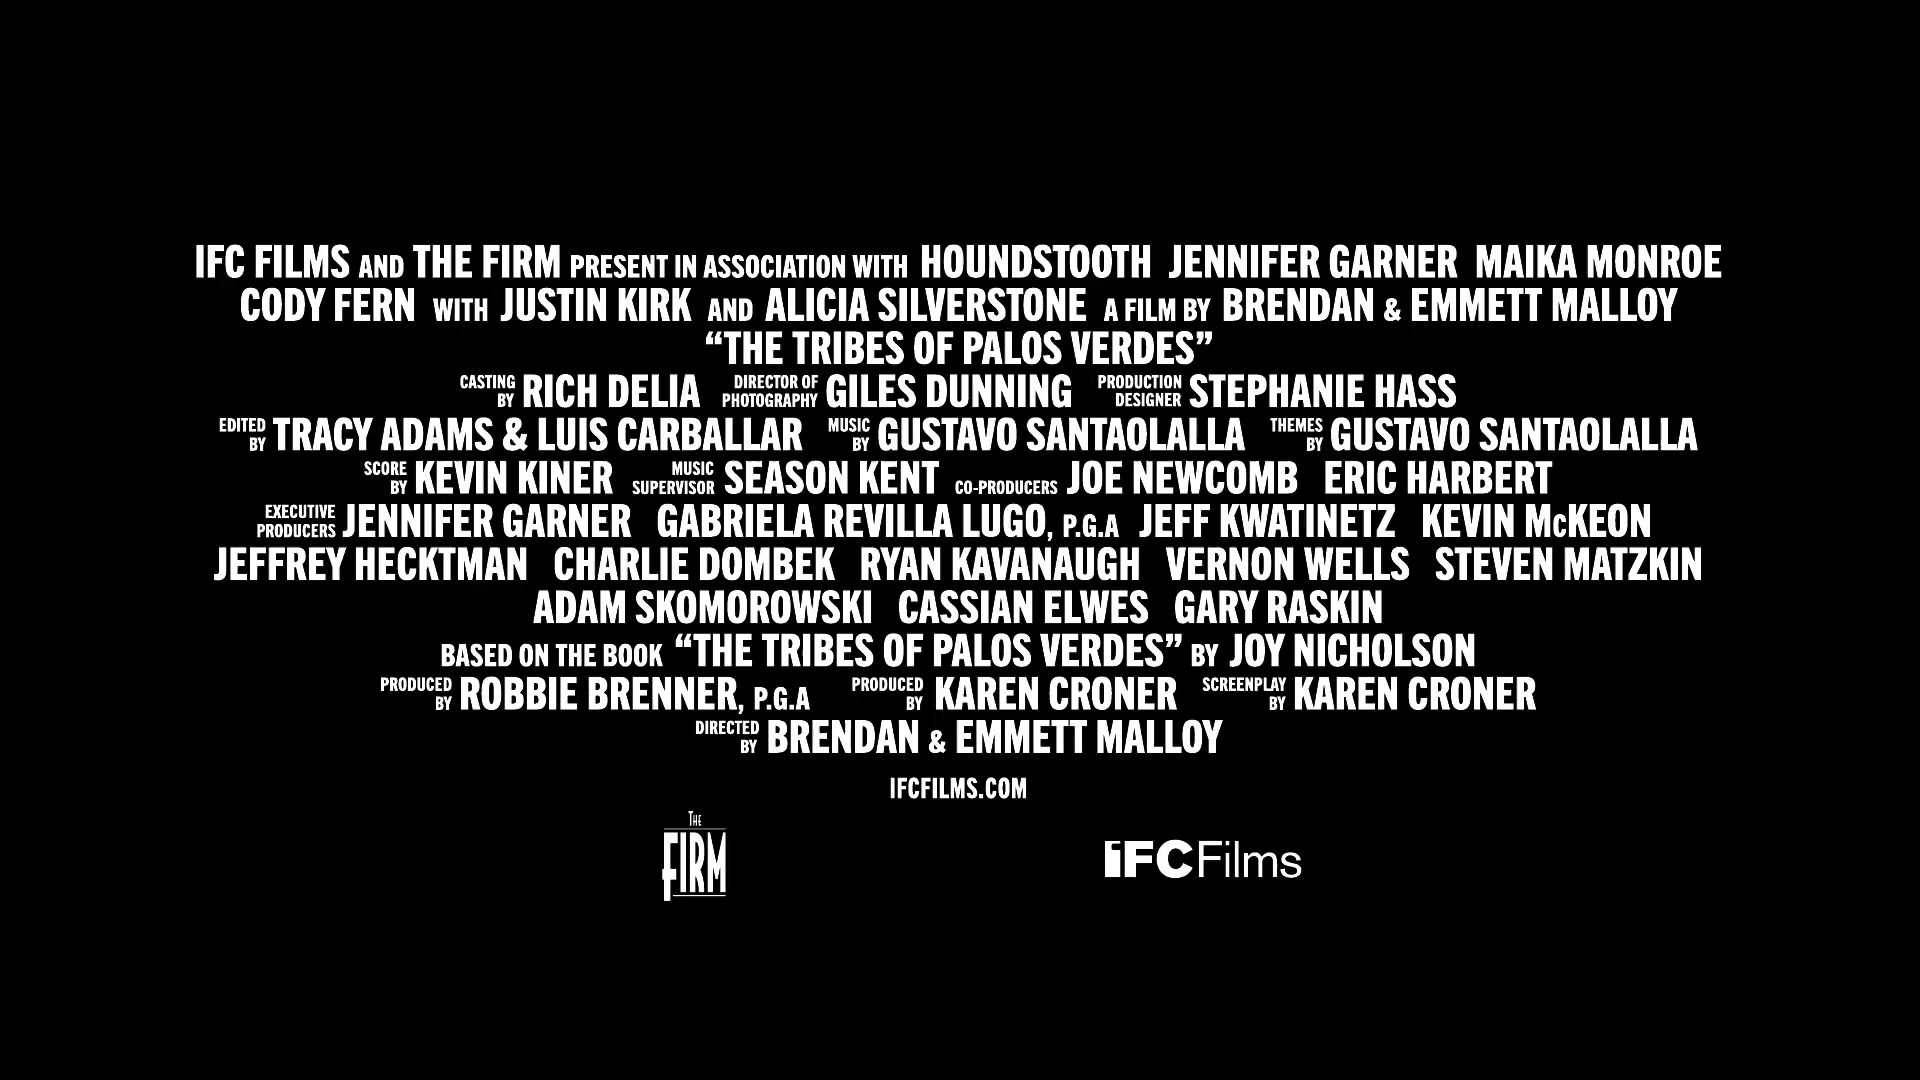 IFC FILMS AND THE FIRM PRESENT IN ASSOCIATION WITH HOUNDSTOOTH JENNIFER GARNER MAIKA MONROE
CODY FERN WITH JUSTIN KIRK AND ALICIA SILVERSTONE A FILM BY BRENDAN & EMMETT MALLOY
“THE TRIBES OF PALOS VERDES”
CASTING BY RICH DELIA DIRECTOR OF PHOTOGRAPHY GILES DUNNING PRODUCTION DESIGNER STEPHANIE HASS
EDITED BY TRACY ADAMS & LUIS CARBALLAR MUSIC BY GUSTAVO SANTAOLALLA THEMES BY GUSTAVO SANTAOLALLA
SCORE BY KEVIN KINER MUSIC SUPERVISOR SEASON KENT CO-PRODUCERS JOE NEWCOMB ERIC HARBERT
EXECUTIVE PRODUCERS JENNIFER GARNER GABRIELA REVILLA LUGO, P.G.A JEFF KWATINETZ KEVIN McKEON
JEFFREY HECKTMAN CHARLIE DOMBEK RYAN KAVANAUGH VERNON WELLS STEVEN MATZKIN
ADAM SKOMOROWSKI CASSIAN ELWES GARY RASKIN
BASED ON THE BOOK “THE TRIBES OF PALOS VERDES” BY JOY NICHOLSON
PRODUCED BY ROBBIE BRENNER, P.G.A PRODUCED BY KAREN CRONER SCREENPLAY BY KAREN CRONER
DIRECTED BY BRENDAN & EMMETT MALLOY
IFCFILMS.COM
THE FIRM
IFC Films